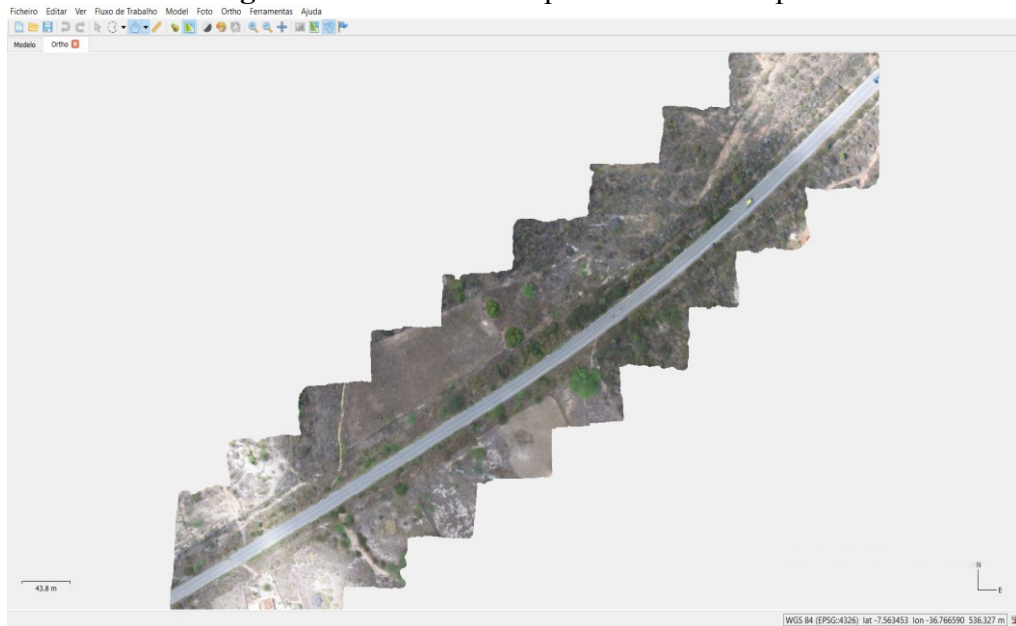 Ficheiro Editar Ver Fluxo de Trabalho Model Foto Ortho Ferramentas Ajuda
Modelo Ortho
43.8 m
N
E
WGS 84 (EPSG::4326) lat -7.563453 lon -36.766590 536.327 m